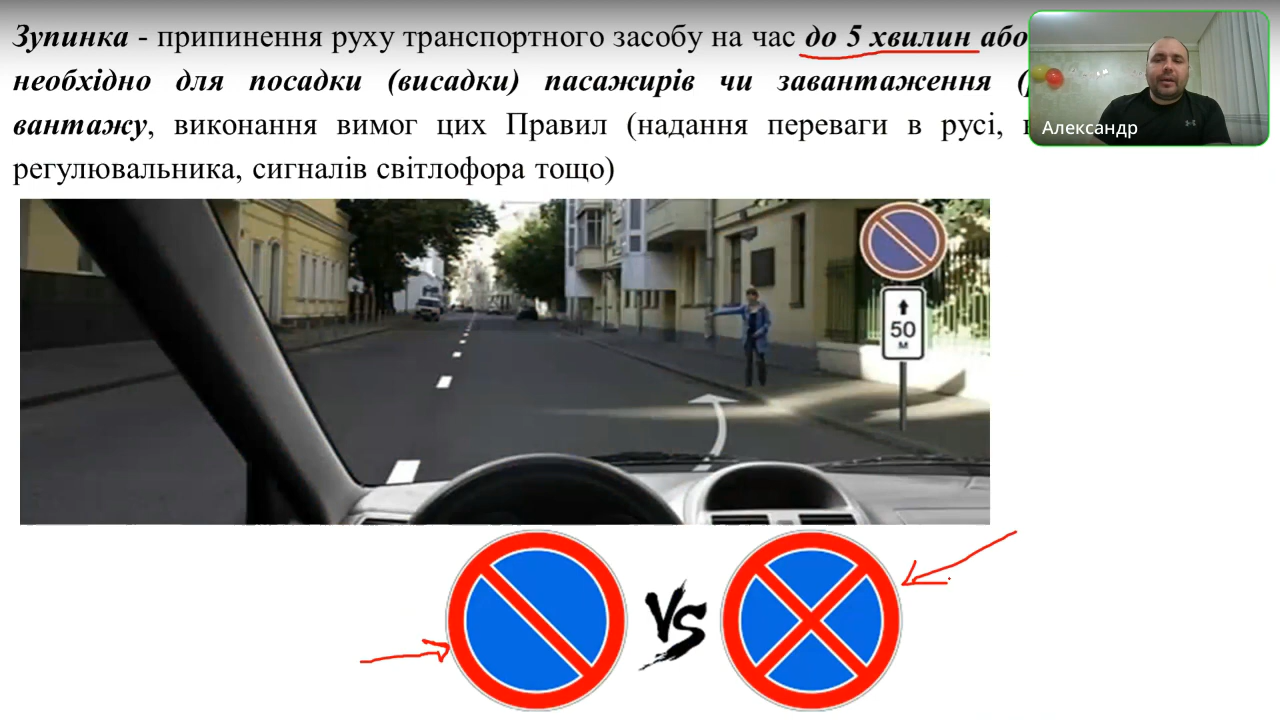 Зупинка - припинення руху транспортного засобу на час до 5 хвилин або
необхідно для посадки (висадки) пасажирів чи завантаження (
вантажу, виконання вимог цих Правил (надання переваги в русі,
регулювальника, сигналів світлофора тощо)
Александр
50
м
VS